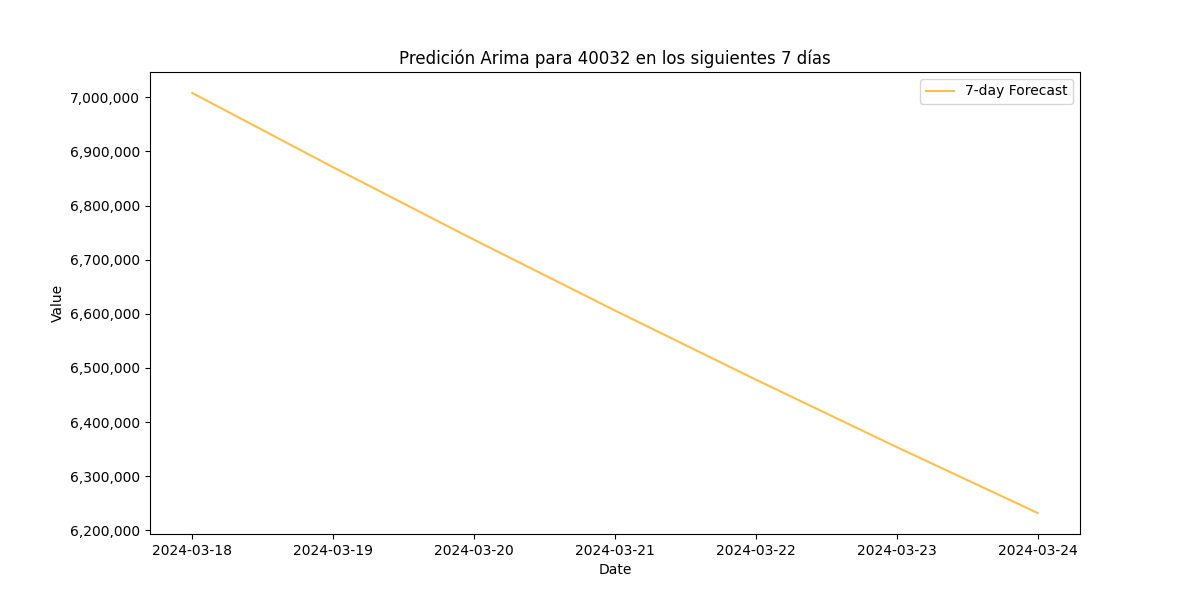 Predición Arima para 40032 en los siguientes 7 días
7-day Forecast
Value
7,000,000
6,900,000
6,800,000
6,700,000
6,600,000
6,500,000
6,400,000
6,300,000
6,200,000
2024-03-18 2024-03-19 2024-03-20 2024-03-21 2024-03-22 2024-03-23 2024-03-24
Date